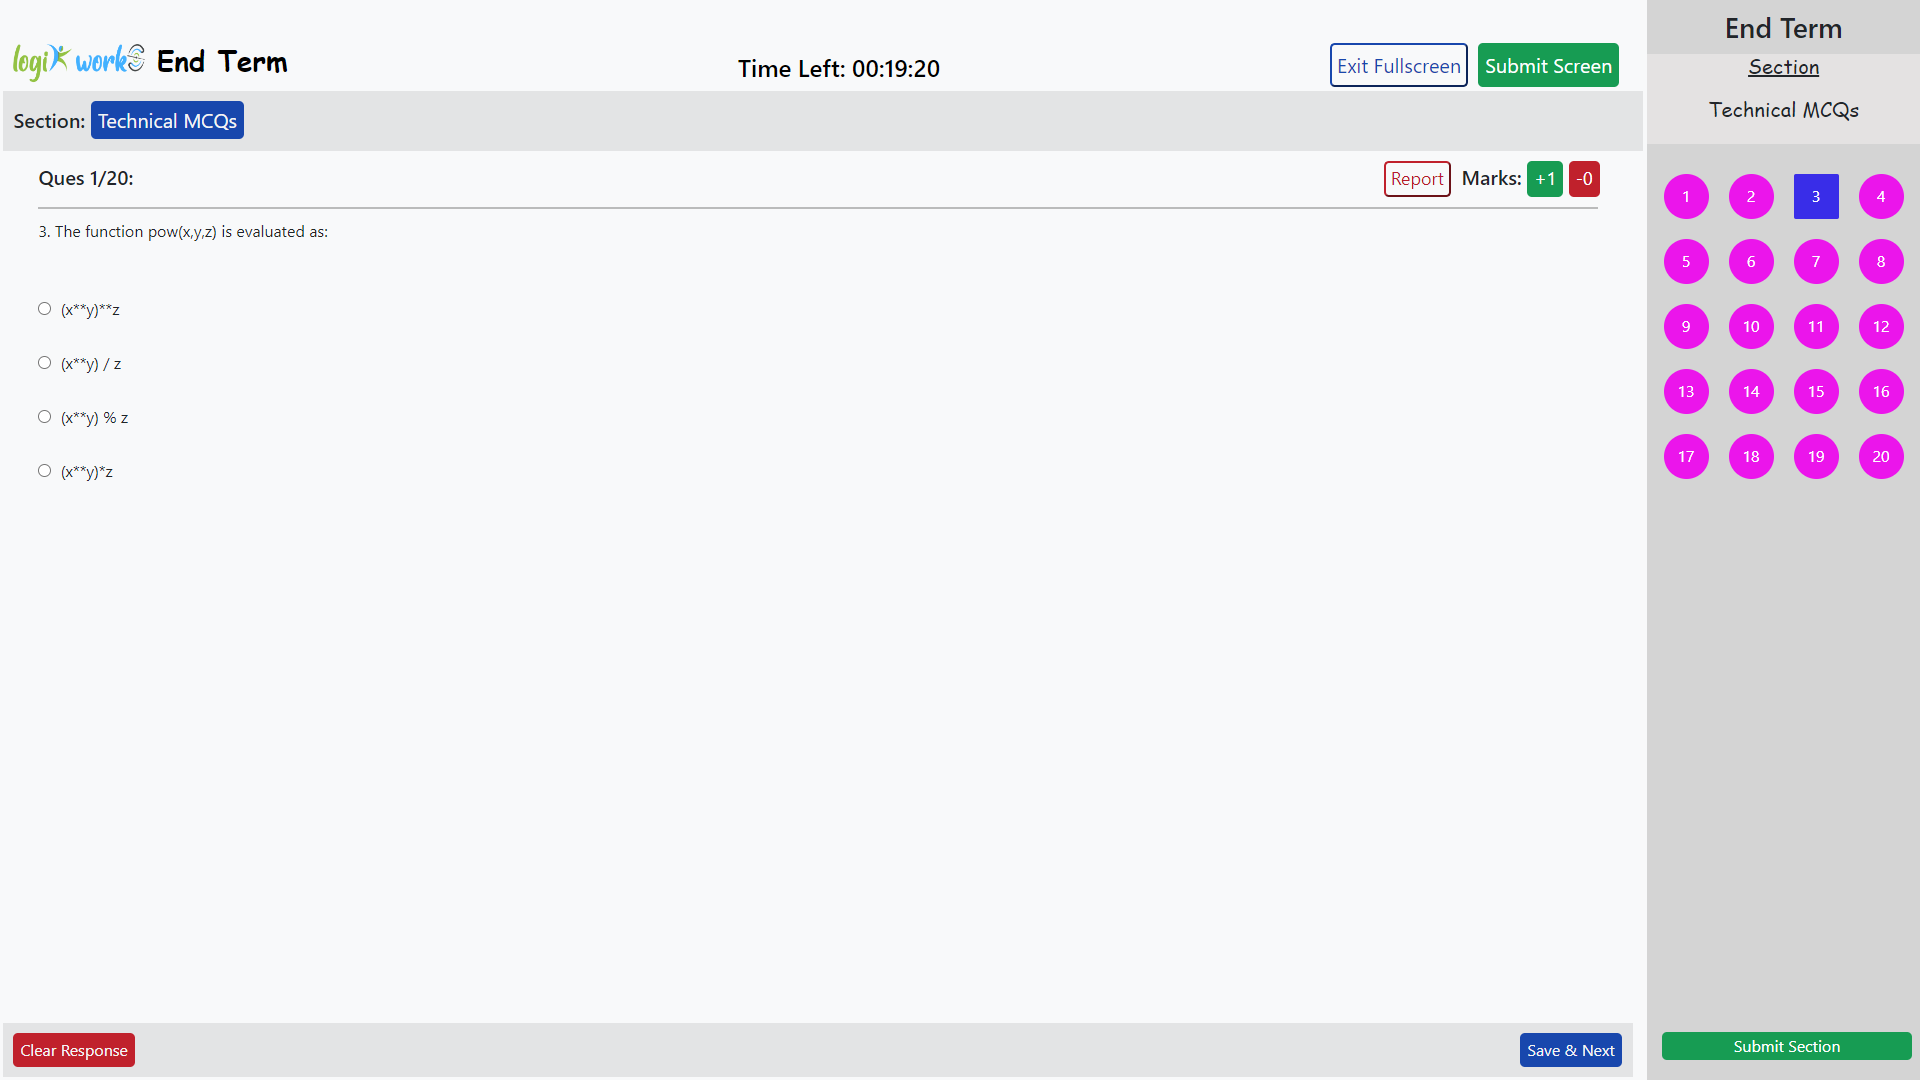 logi works End Term
Time Left: 00:19:20
Exit Fullscreen
Submit Screen
Section: Technical MCQs
Ques 1/20:
Report
Marks: +1 -0
3. The function pow(x,y,z) is evaluated as:
(x**y)**z
(x**y) / z
(x**y) % z
(x**y)*z
Clear Response
Save & Next
End Term
Section
Technical MCQs
1 2 3 4
5 6 7 8
9 10 11 12
13 14 15 16
17 18 19 20
Submit Section